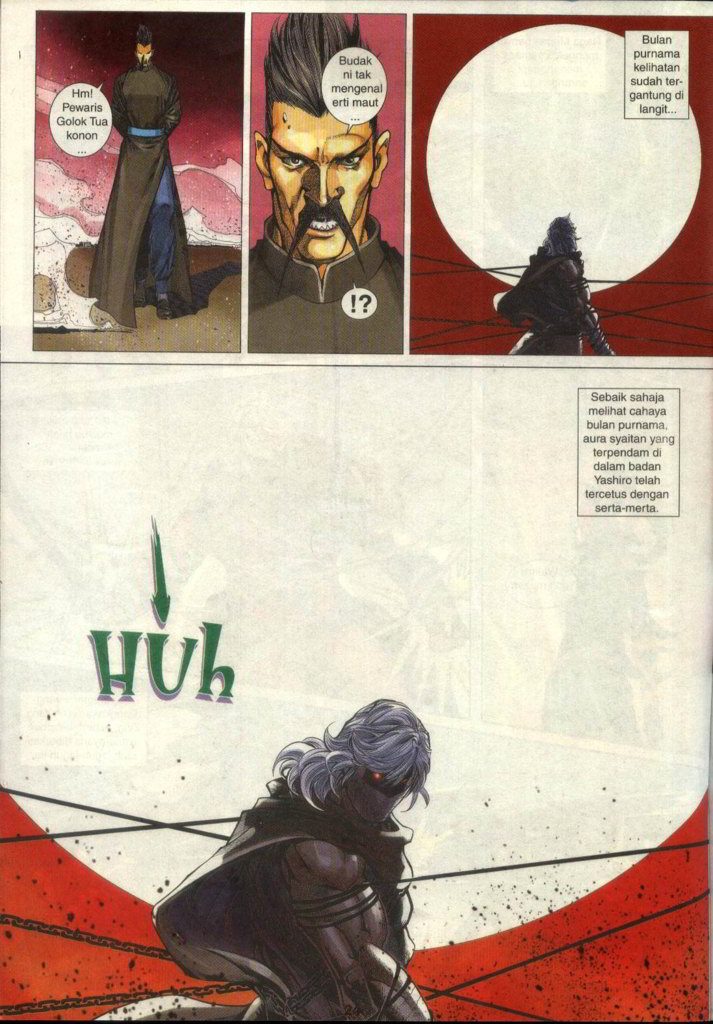 Hm!
Pewaris
Golok Tua
konon
...
Budak
ni tak
mengenal
erti maut
...
!?
Bulan
purnama
kelihatan
sudah ter-
gantung di
langit...
Sebaik sahaja
melihat cahaya
bulan purnama,
aura syaitan yang
terpendam di
dalam badan
Yashiro telah
tercetus dengan
serta-merta.
HUh
24